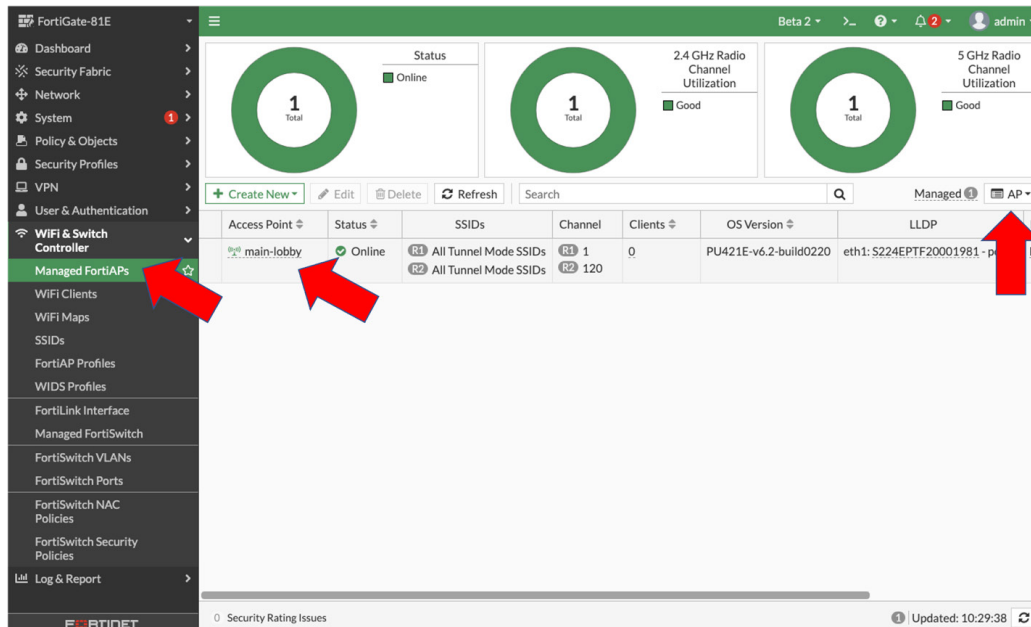 FortiGate-81E
Beta 2
>_
2
admin
Dashboard
Security Fabric
Network
System 1
Policy & Objects
Security Profiles
VPN
User & Authentication
WiFi & Switch
Controller
Managed FortiAPs
WiFi Clients
WiFi Maps
SSIDs
FortiAP Profiles
WIDS Profiles
FortiLink Interface
Managed FortiSwitch
FortiSwitch VLANs
FortiSwitch Ports
FortiSwitch NAC
Policies
FortiSwitch Security
Policies
Log & Report
FORTINET
Status
Online
1
Total
2.4 GHz Radio
Channel
Utilization
Good
1
Total
5 GHz Radio
Channel
Utilization
Good
1
Total
+ Create New Edit Delete Refresh Search Managed 1 AP
Access Point Status SSIDs Channel Clients OS Version LLDP
main-lobby Online R1 All Tunnel Mode SSIDs R1 1 0 PU421E-v6.2-build0220 eth1: S224EPTF20001981 -
R2 All Tunnel Mode SSIDs R2 120
0 Security Rating Issues
1 Updated: 10:29:38